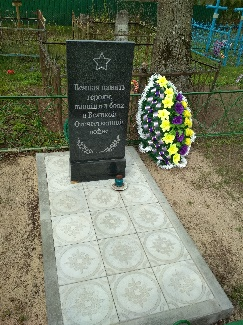 Вечная память
героям,
павшим в боях
в Великой
Отечественной
войне